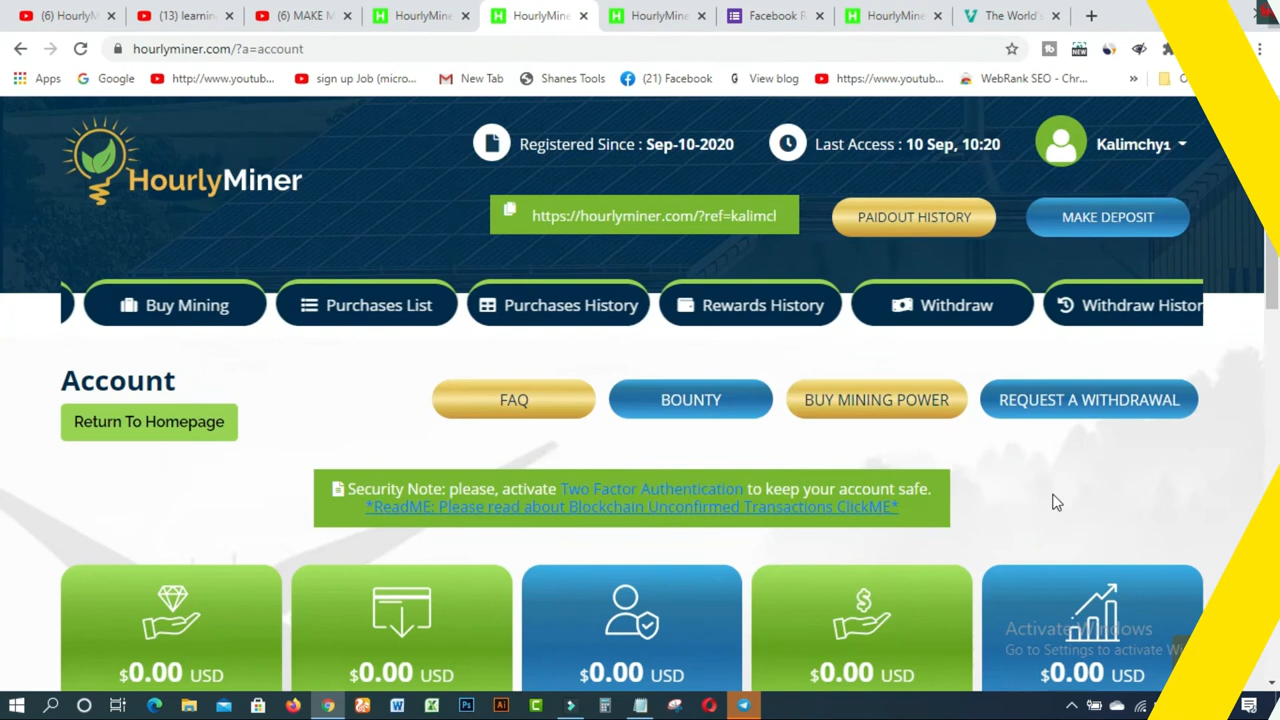 (6) HourlyM
(13) learnin
(6) MAKE M
HourlyMine
HourlyMine
HourlyMine
Facebook R
HourlyMine
The World's
hourlyminer.com/?a=account
Apps
Google
http://www.youtub...
sign up Job (micro...
New Tab
Shanes Tools
(21) Facebook
View blog
https://www.youtub...
WebRank SEO - Chr...
HourlyMiner
Registered Since : Sep-10-2020
Last Access : 10 Sep, 10:20
Kalimchy1
https://hourlyminer.com/?ref=kalimcl
PAIDOUT HISTORY
MAKE DEPOSIT
Buy Mining
Purchases List
Purchases History
Rewards History
Withdraw
Withdraw Histor
Account
Return To Homepage
FAQ
BOUNTY
BUY MINING POWER
REQUEST A WITHDRAWAL
Security Note: please, activate Two Factor Authentication to keep your account safe.
*ReadME: Please read about Blockchain Unconfirmed Transactions ClickME*
$0.00 USD
$0.00 USD
$0.00 USD
$0.00 USD
$0.00 USD
Activate Windows
Go to Settings to activate Wi